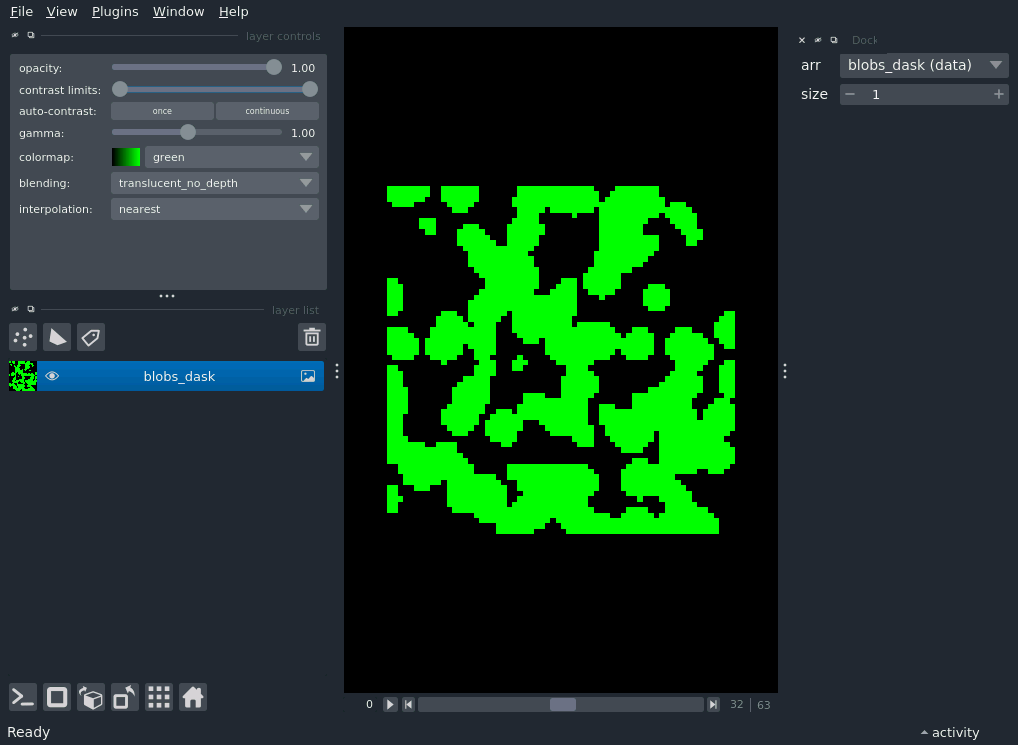 File View Plugins Window Help
layer controls
opacity: 1.00
contrast limits:
auto-contrast: once continuous
gamma: 1.00
colormap: green
blending: translucent_no_depth
interpolation: nearest
layer list
blobs_dask
0 32 63
Ready
Dock
arr blobs_dask (data)
size 1
activity